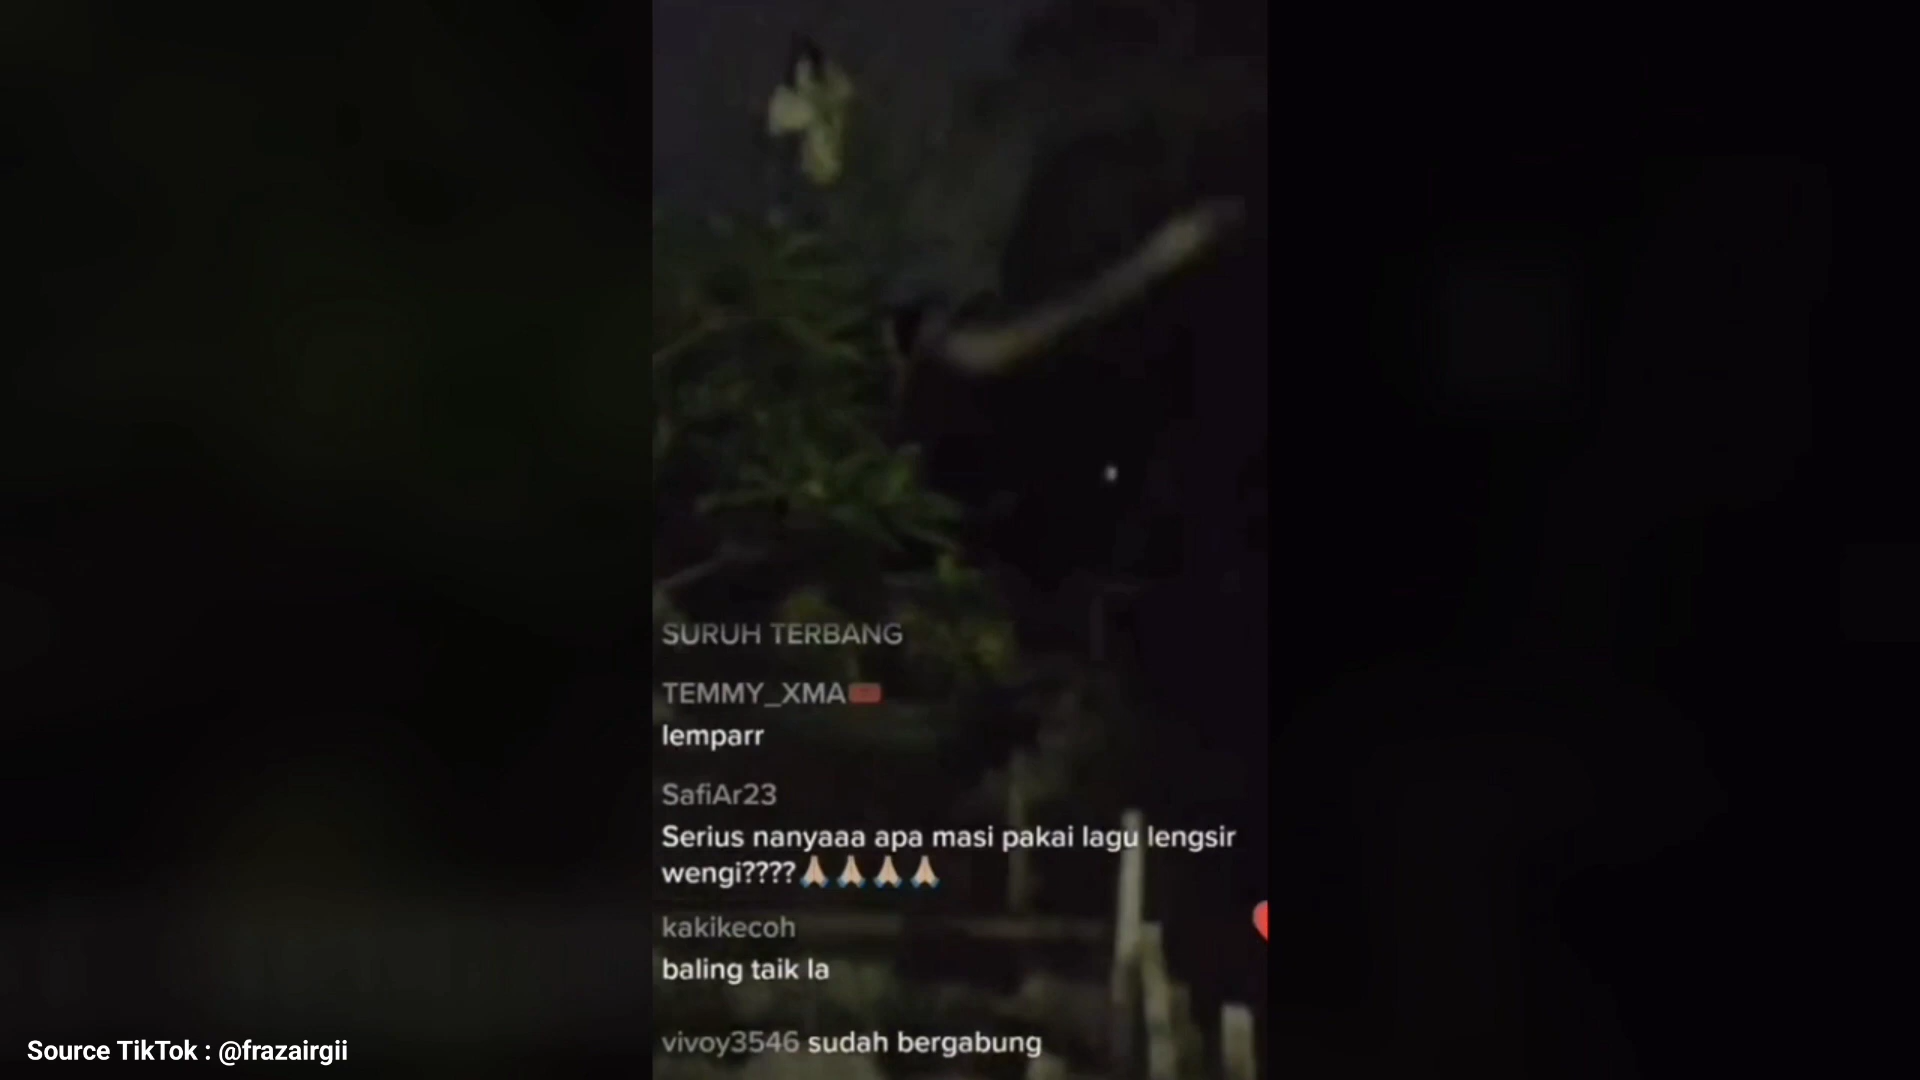 SURUH TERBANG
TEMMY_XMA
lemparr
SafiAr23
Serius nanyaaa apa masi pakai lagu lengsir
wengi????🙏🏼🙏🏼🙏🏼🙏🏼
kakikecoh
baling taik la
vivoy3546 sudah bergabung
Source TikTok : @frazairgii